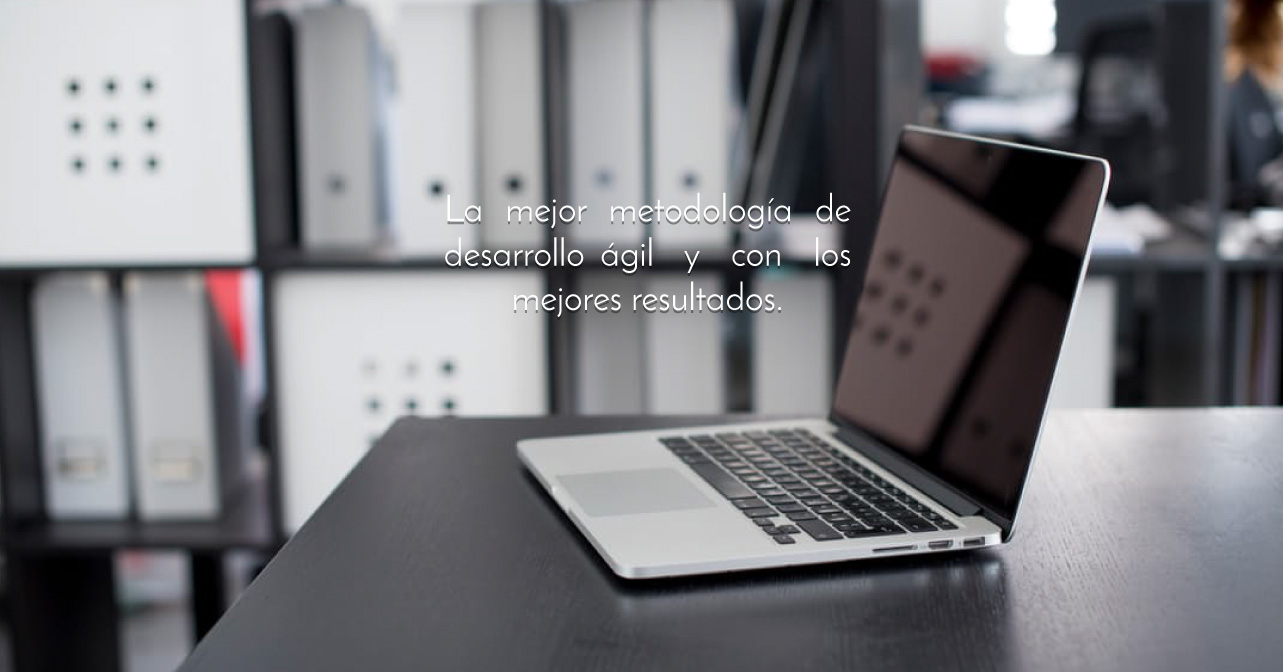 La mejor metodología de
desarrollo ágil y con los
mejores resultados.